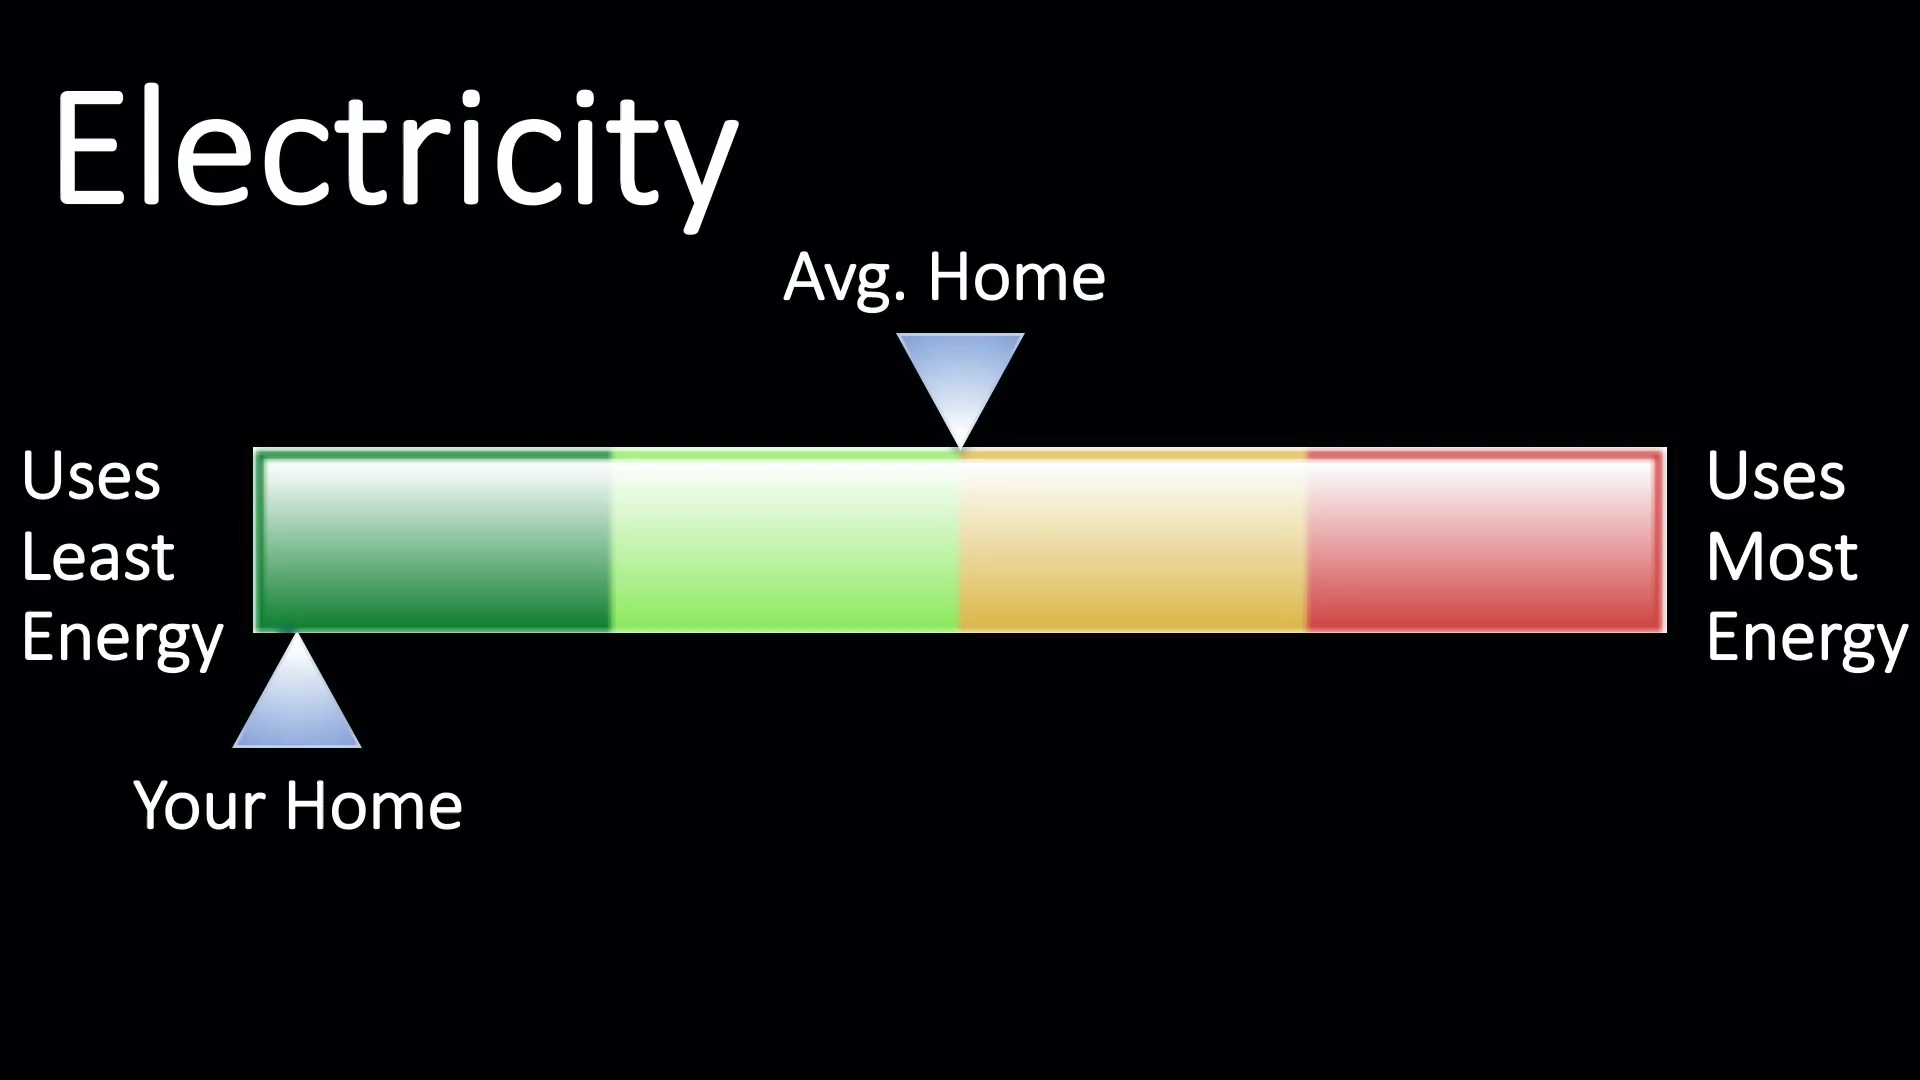 Electricity
Avg. Home
Uses
Least
Energy
Uses
Most
Energy
Your Home